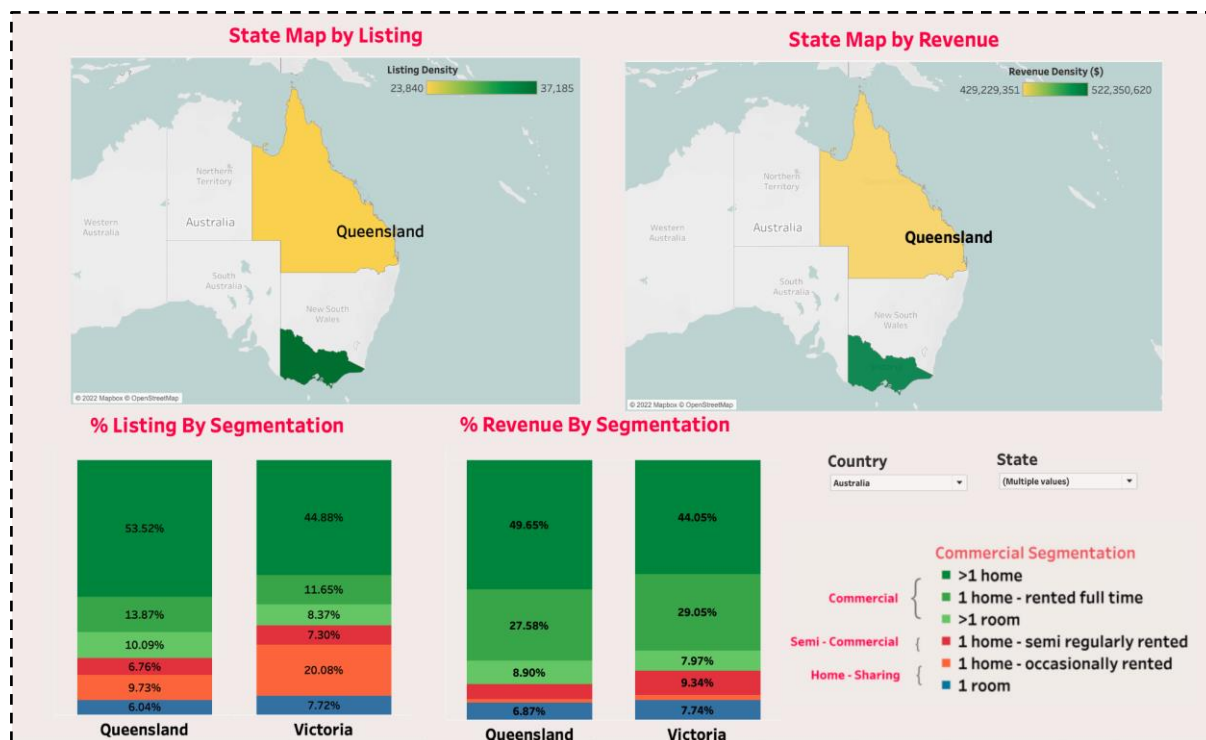 State Map by Listing
Listing Density
23,840 37,185
Northern
Territory
Western
Australia
Australia
Queensland
South
Australia
New South
Wales
© 2022 Mapbox © OpenStreetMap
State Map by Revenue
Revenue Density ($)
429,229,351 522,350,620
Northern
Territory
Western
Australia
Australia
Queensland
South
Australia
New South
Wales
© 2022 Mapbox © OpenStreetMap
% Listing By Segmentation
53.52%
13.87%
10.09%
6.76%
9.73%
6.04%
Queensland
44.88%
11.65%
8.37%
7.30%
20.08%
7.72%
Victoria
% Revenue By Segmentation
49.65%
27.58%
8.90%
6.87%
Queensland
44.05%
29.05%
7.97%
9.34%
7.74%
Victoria
Country
Australia
State
(Multiple values)
Commercial Segmentation
>1 home
Commercial
1 home - rented full time
>1 room
Semi - Commercial
1 home - semi regularly rented
Home - Sharing
1 home - occasionally rented
1 room